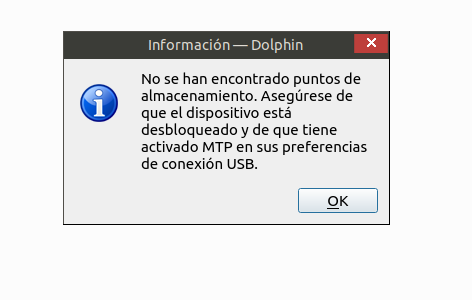 Información — Dolphin
No se han encontrado puntos de
almacenamiento. Asegúrese de
que el dispositivo está
desbloqueado y de que tiene
activado MTP en sus preferencias
de conexión USB.
OK